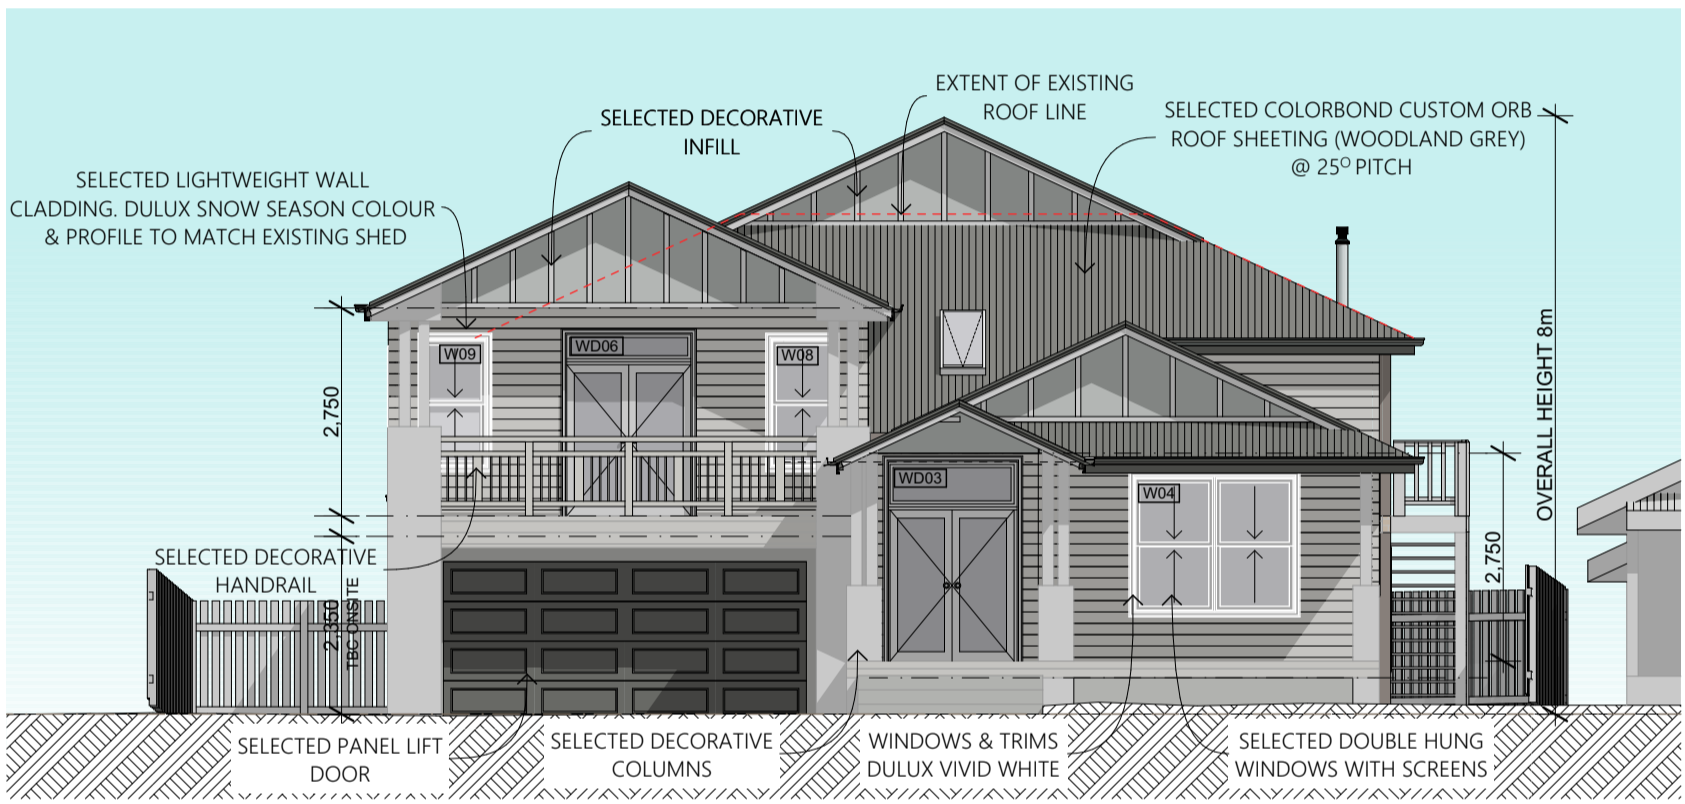 EXTENT OF EXISTING
ROOF LINE
SELECTED DECORATIVE
INFILL
SELECTED COLORBOND CUSTOM ORB
ROOF SHEETING (WOODLAND GREY)
@ 25° PITCH
SELECTED LIGHTWEIGHT WALL
CLADDING. DULUX SNOW SEASON COLOUR
& PROFILE TO MATCH EXISTING SHED
W09
WD06
W08
2,750
OVERALL HEIGHT 8m
WD03
W04
2,750
SELECTED DECORATIVE
HANDRAIL
2,350
TBC ONSITE
SELECTED PANEL LIFT
DOOR
SELECTED DECORATIVE
COLUMNS
WINDOWS & TRIMS
DULUX VIVID WHITE
SELECTED DOUBLE HUNG
WINDOWS WITH SCREENS